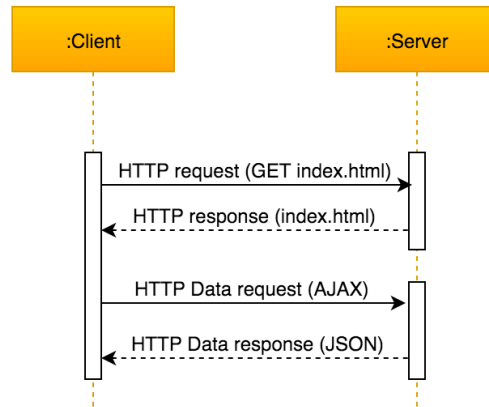 :Client
:Server
HTTP request (GET index.html)
HTTP response (index.html)
HTTP Data request (AJAX)
HTTP Data response (JSON)